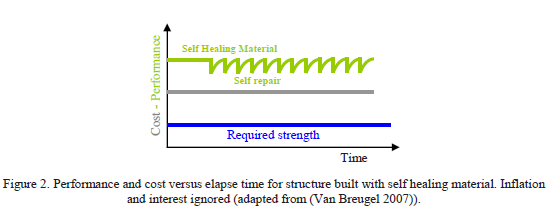 Self Healing Material
Self repair
Cost - Performance
Required strength
Time
Figure 2. Performance and cost versus elapse time for structure built with self healing material. Inflation
and interest ignored (adapted from (Van Breugel 2007)).